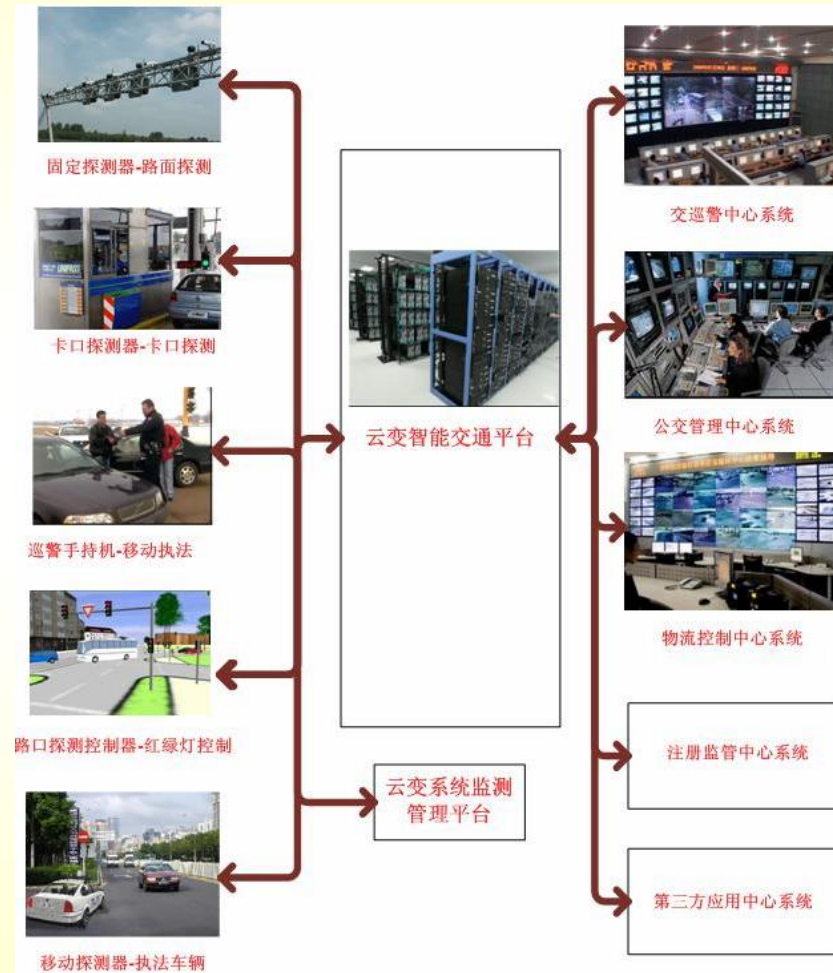 固定探测器-路面探测
卡口探测器-卡口探测
巡警手持机-移动执法
路口探测控制器-红绿灯控制
移动探测器-执法车辆
云变智能交通平台
云变系统监测
管理平台
交巡警中心系统
公交管理中心系统
物流控制中心系统
注册监管中心系统
第三方应用中心系统